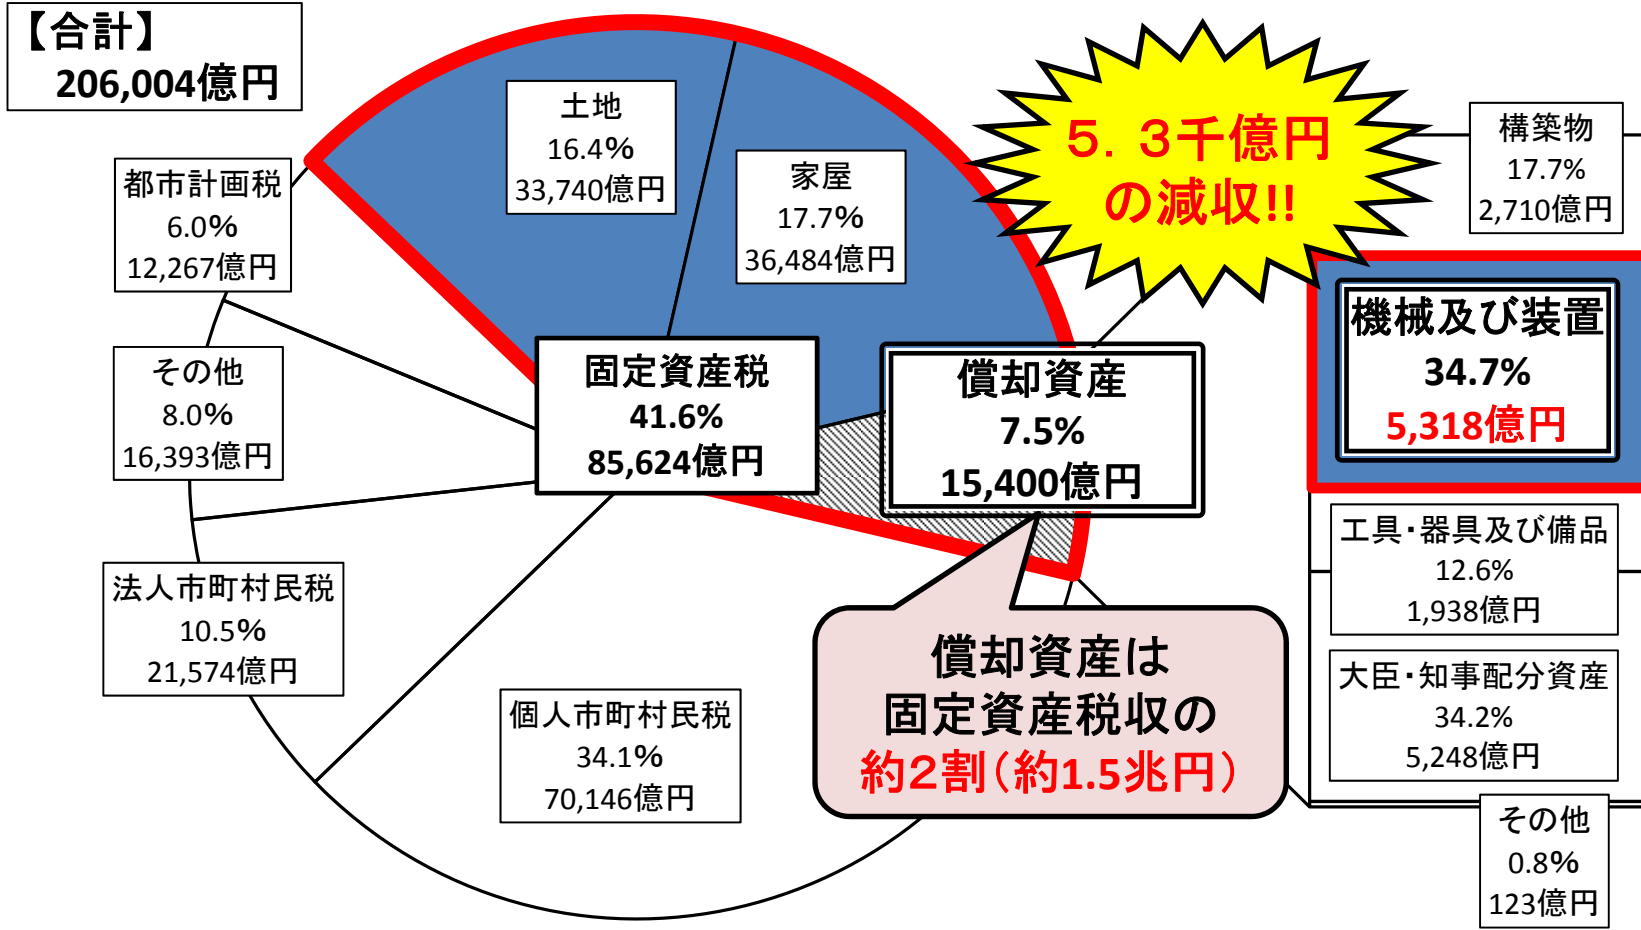 【合計】
206,004億円
土地
16.4%
33,740億円
家屋
17.7%
36,484億円
5．3千億円
の減収!!
構築物
17.7%
2,710億円
都市計画税
6.0%
12,267億円
その他
8.0%
16,393億円
固定資産税
41.6%
85,624億円
償却資産
7.5%
15,400億円
機械及び装置
34.7%
5,318億円
工具・器具及び備品
12.6%
1,938億円
法人市町村民税
10.5%
21,574億円
個人市町村民税
34.1%
70,146億円
償却資産は
固定資産税収の
約2割（約1.5兆円）
大臣・知事配分資産
34.2%
5,248億円
その他
0.8%
123億円